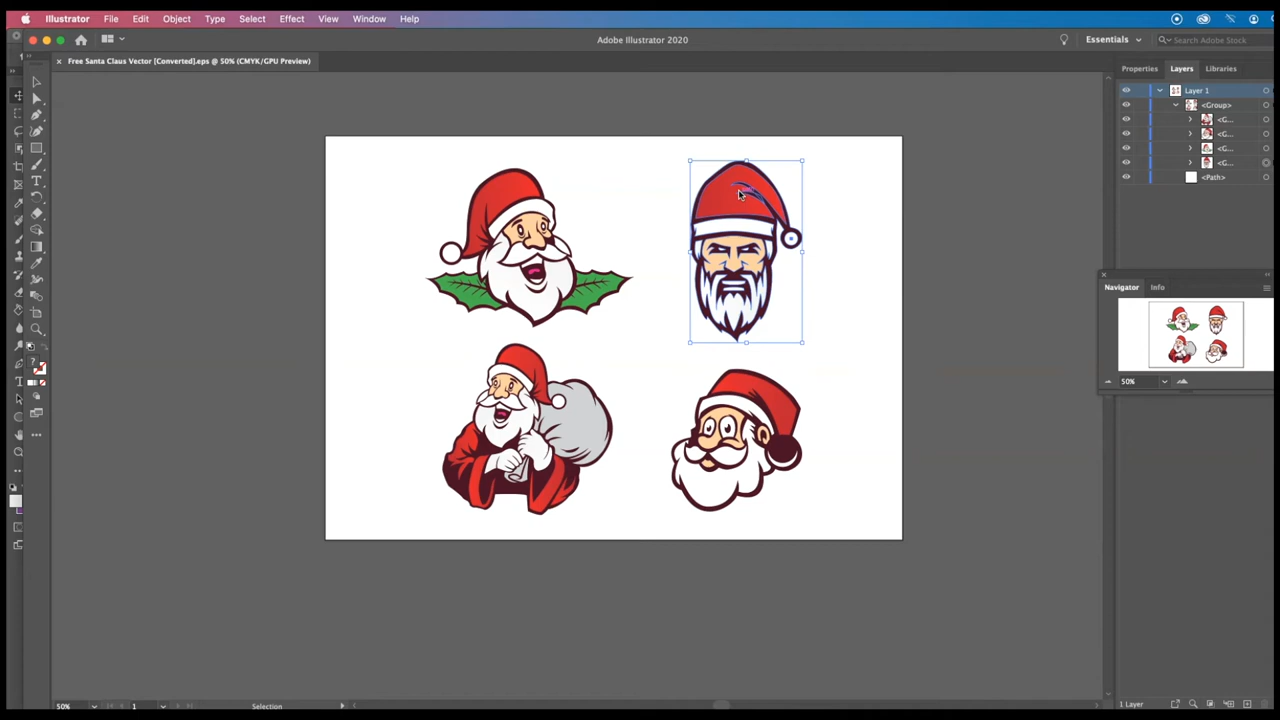 Illustrator File Edit Object Type Select Effect View Window Help
Adobe Illustrator 2020
Essentials
Search Adobe Stock
Free Santa Claus Vector [Converted].eps @ 50% (CMYK/GPU Preview)
Properties Layers Libraries
Layer 1
<Group>
<G...
<G...
<G...
<G...
<Path>
Navigator Info
50%
50% 1 Selection
1 Layer